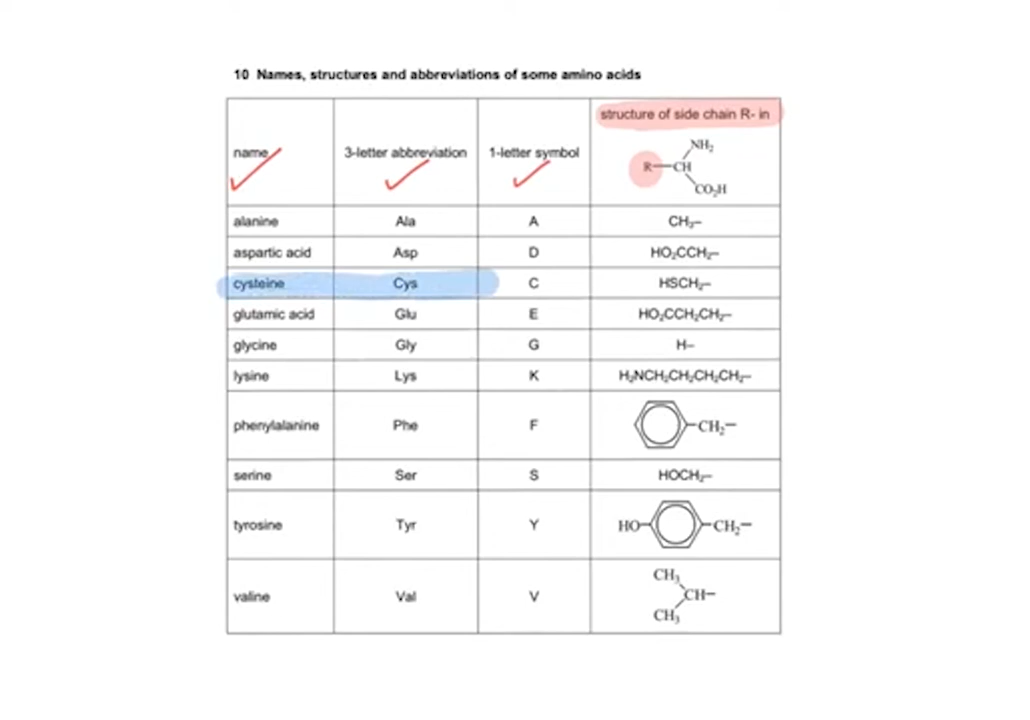 10 Names, structures and abbreviations of some amino acids
name 3-letter abbreviation 1-letter symbol structure of side chain R- in
NH₂
R—CH
CO₂H
alanine Ala A CH₃–
aspartic acid Asp D HO₂CCH₂–
cysteine Cys C HSCH₂–
glutamic acid Glu E HO₂CCH₂CH₂–
glycine Gly G H–
lysine Lys K H₂NCH₂CH₂CH₂CH₂–
phenylalanine Phe F –CH₂–
serine Ser S HOCH₂–
tyrosine Tyr Y HO– –CH₂–
CH₃
valine Val V CH–
CH₃